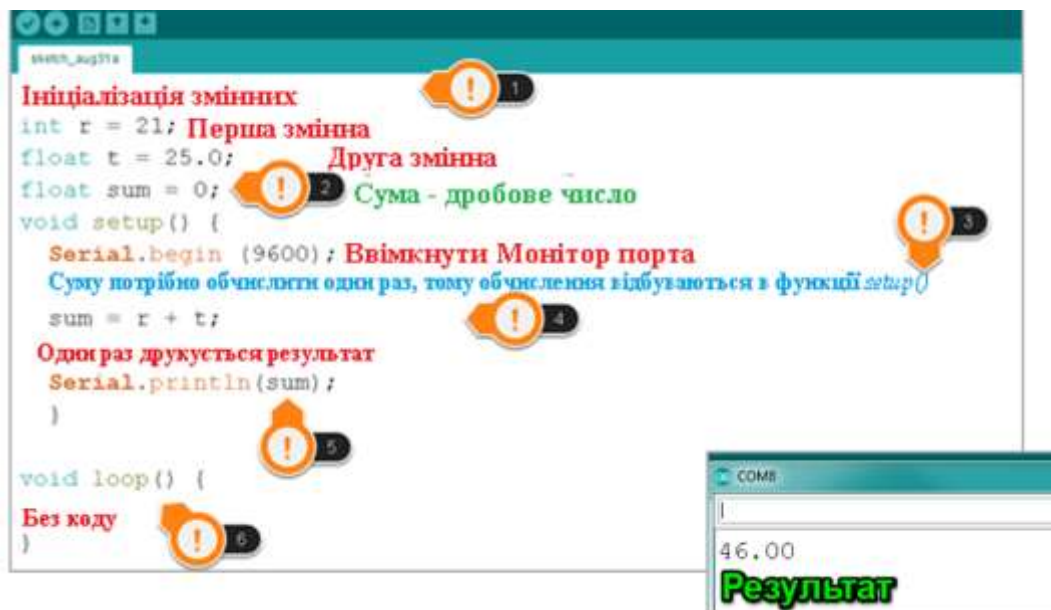 sketch_aug31a
Ініціалізація змінних
1
int r = 21; Перша змінна
float t = 25.0; Друга змінна
float sum = 0; 2 Сума - дробове число
void setup() {
3
Serial.begin (9600); Ввімкнути Монітор порта
Суму потрібно обчислити один раз, тому обчислення відбуваються в функції setup()
sum = r + t;
4
Один раз друкується результат
Serial.println(sum);
}
5
void loop() {
Без коду
6
}
COM8
46.00
Результат